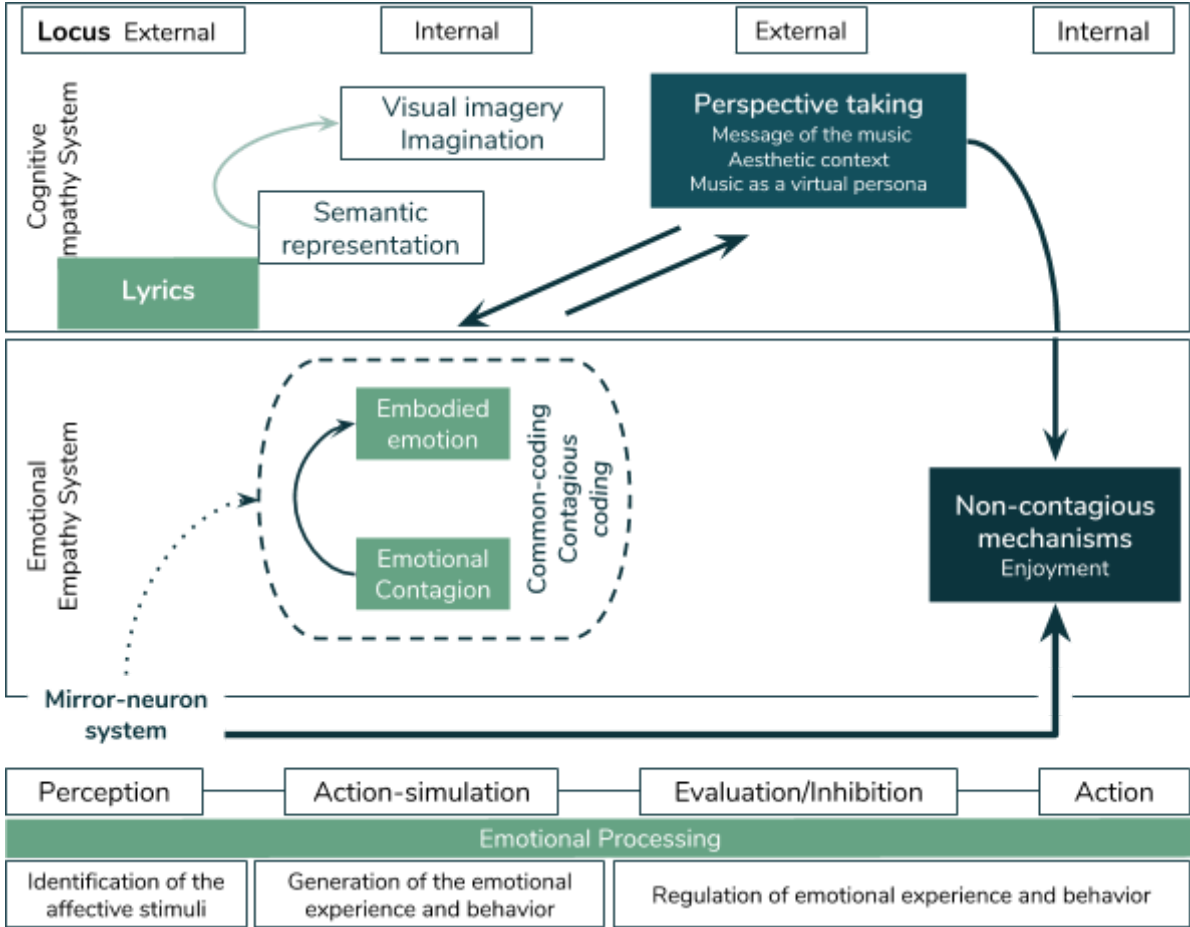 Locus External
Internal
External
Internal
Cognitive
mpathy System
Visual imagery
Imagination
Semantic
representation
Lyrics
Perspective taking
Message of the music
Aesthetic context
Music as a virtual persona
Emotional
Empathy System
Embodied
emotion
Emotional
Contagion
Common-coding
Contagious
coding
Non-contagious
mechanisms
Enjoyment
Mirror-neuron
system
Perception
Action-simulation
Evaluation/Inhibition
Action
Emotional Processing
Identification of the
affective stimuli
Generation of the emotional
experience and behavior
Regulation of emotional experience and behavior